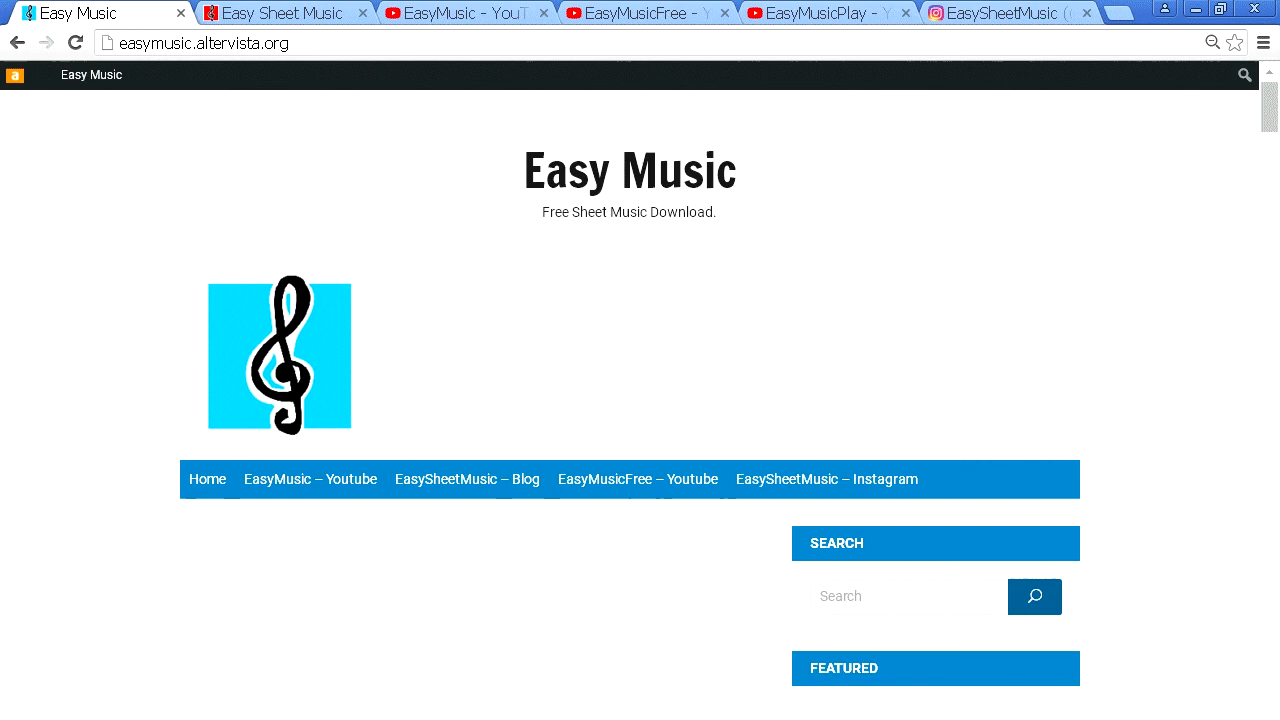 Easy Music
Easy Sheet Music
EasyMusic - YouT
EasyMusicFree - Y
EasyMusicPlay - Y
EasySheetMusic (
easymusic.altervista.org
a
Easy Music
Easy Music
Free Sheet Music Download.
Home EasyMusic – Youtube EasySheetMusic – Blog EasyMusicFree – Youtube EasySheetMusic – Instagram
SEARCH
Search
FEATURED